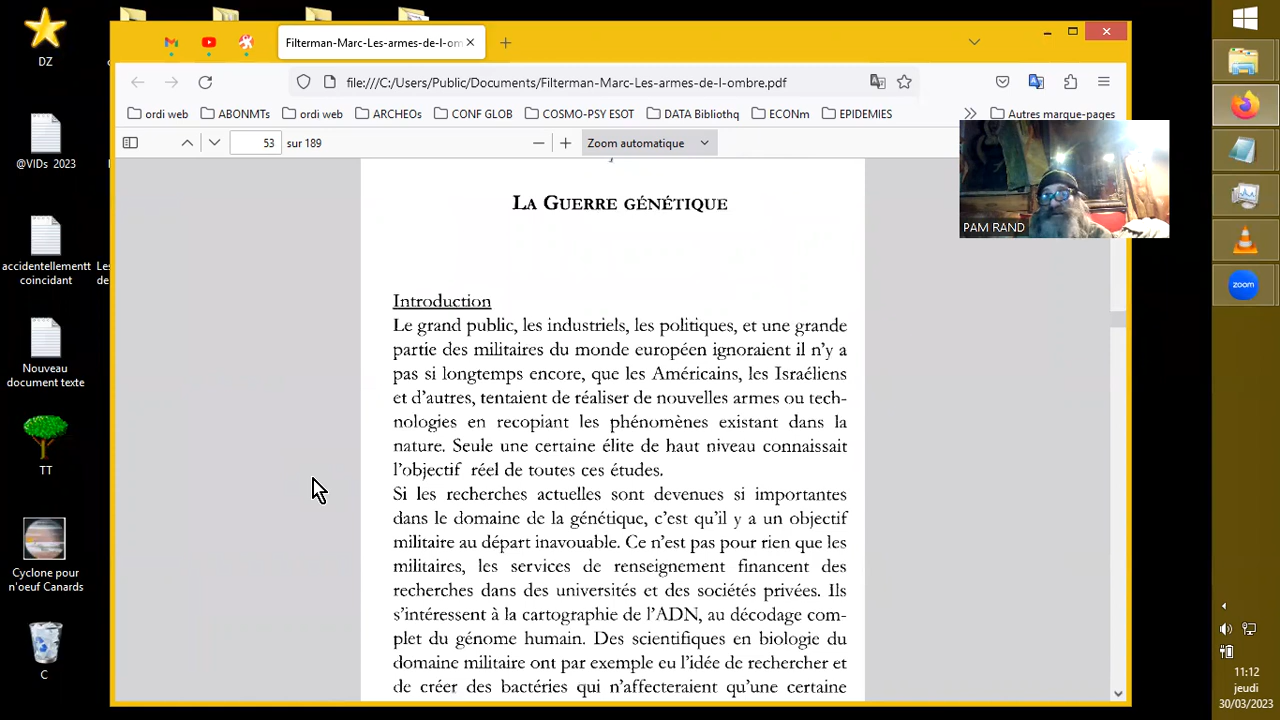 DZ
@VIDs 2023
accidentellementt
coincidant
Nouveau
document texte
TT
Cyclone pour
n'oeuf Canards
C
Filterman-Marc-Les-armes-de-l-om
file:///C:/Users/Public/Documents/Filterman-Marc-Les-armes-de-l-ombre.pdf
ordi web
ABONMTs
ordi web
ARCHEOs
CONF GLOB
COSMO-PSY ESOT
DATA Bibliothq
ECONm
EPIDEMIES
Autres marque-pages
53 sur 189
Zoom automatique
LA GUERRE GÉNÉTIQUE
Introduction
Le grand public, les industriels, les politiques, et une grande
partie des militaires du monde européen ignoraient il n'y a
pas si longtemps encore, que les Américains, les Israéliens
et d'autres, tentaient de réaliser de nouvelles armes ou tech-
nologies en recopiant les phénomènes existant dans la
nature. Seule une certaine élite de haut niveau connaissait
l'objectif réel de toutes ces études.
Si les recherches actuelles sont devenues si importantes
dans le domaine de la génétique, c'est qu'il y a un objectif
militaire au départ inavouable. Ce n'est pas pour rien que les
militaires, les services de renseignement financent des
recherches dans des universités et des sociétés privées. Ils
s'intéressent à la cartographie de l'ADN, au décodage com-
plet du génome humain. Des scientifiques en biologie du
domaine militaire ont par exemple eu l'idée de rechercher et
de créer des bactéries qui n'affecteraient qu'une certaine
PAM RAND
zoom
11:12
jeudi
30/03/2023